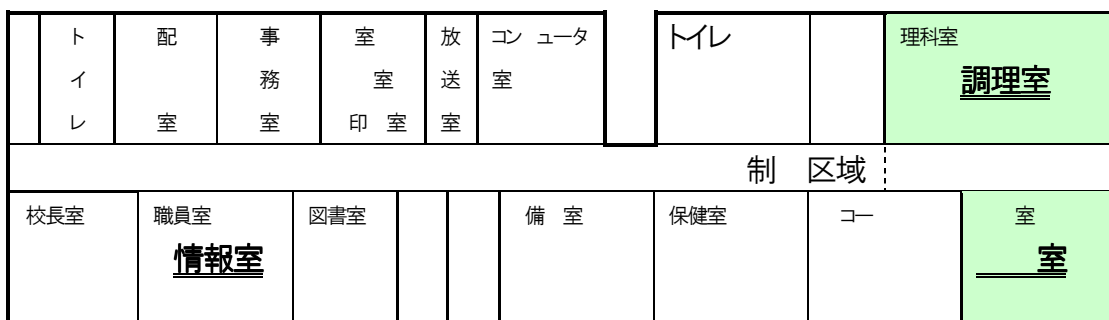 トイレ
配 室
事務室
室
室
印 室
放送室
コン ュータ
室
トイレ
理科室
調理室
制 区域
校長室
職員室
情報室
図書室
備 室
保健室
コー
室
室